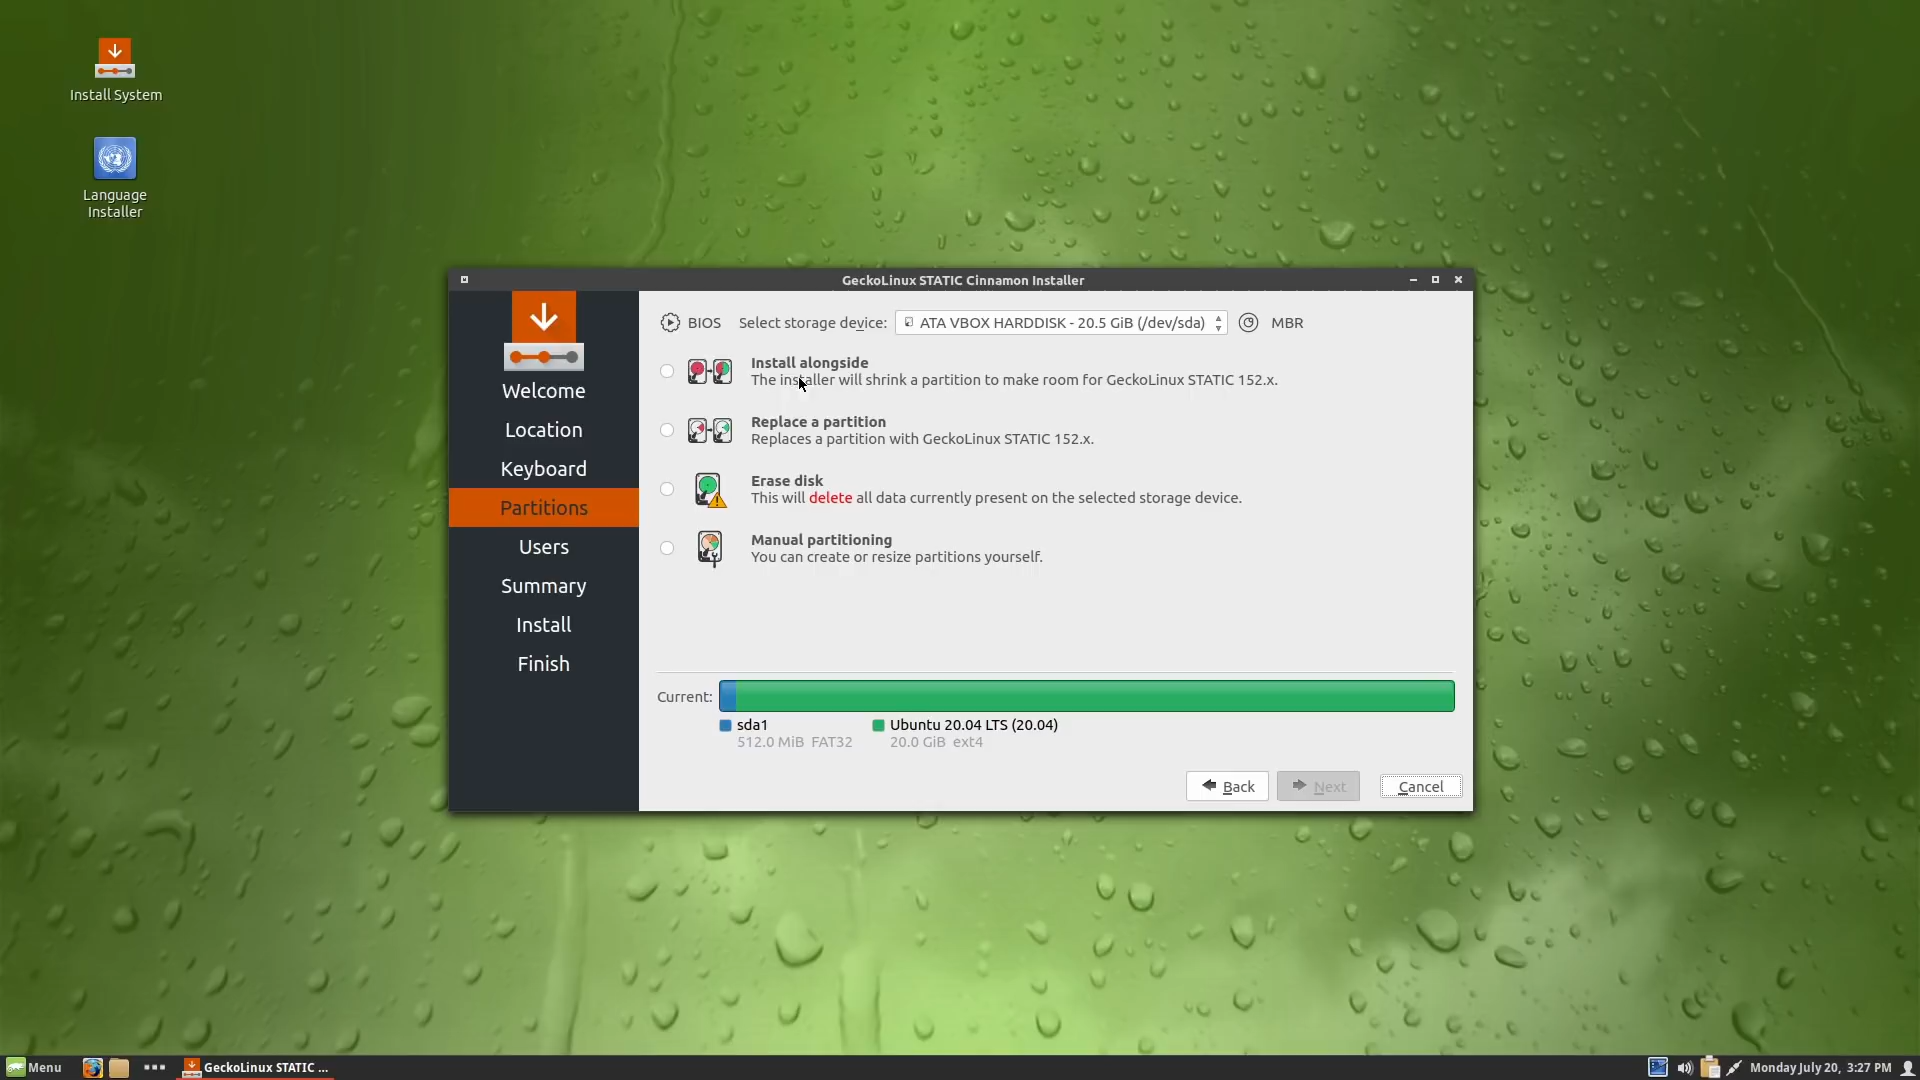 Install System
Language
Installer
GeckoLinux STATIC Cinnamon Installer
Welcome
Location
Keyboard
Partitions
Users
Summary
Install
Finish
BIOS Select storage device: ATA VBOX HARDDISK - 20.5 GiB (/dev/sda) MBR
Install alongside
The installer will shrink a partition to make room for GeckoLinux STATIC 152.x.
Replace a partition
Replaces a partition with GeckoLinux STATIC 152.x.
Erase disk
This will delete all data currently present on the selected storage device.
Manual partitioning
You can create or resize partitions yourself.
Current:
sda1
512.0 MiB FAT32
Ubuntu 20.04 LTS (20.04)
20.0 GiB ext4
Back Next Cancel
Menu GeckoLinux STATIC ... Monday July 20, 3:27 PM